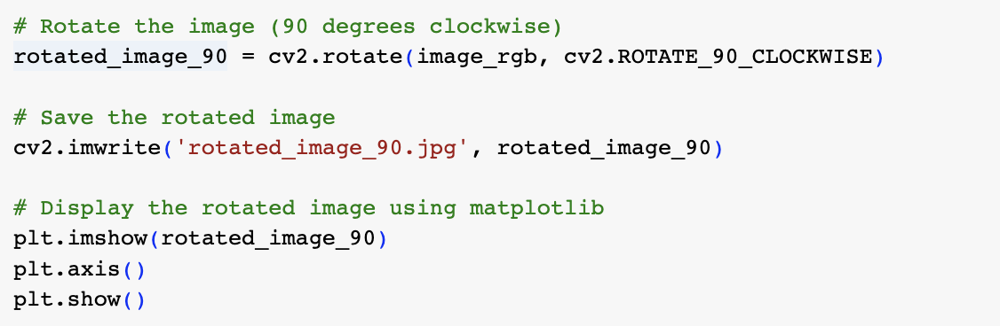 # Rotate the image (90 degrees clockwise)
rotated_image_90 = cv2.rotate(image_rgb, cv2.ROTATE_90_CLOCKWISE)
# Save the rotated image
cv2.imwrite('rotated_image_90.jpg', rotated_image_90)
# Display the rotated image using matplotlib
plt.imshow(rotated_image_90)
plt.axis()
plt.show()